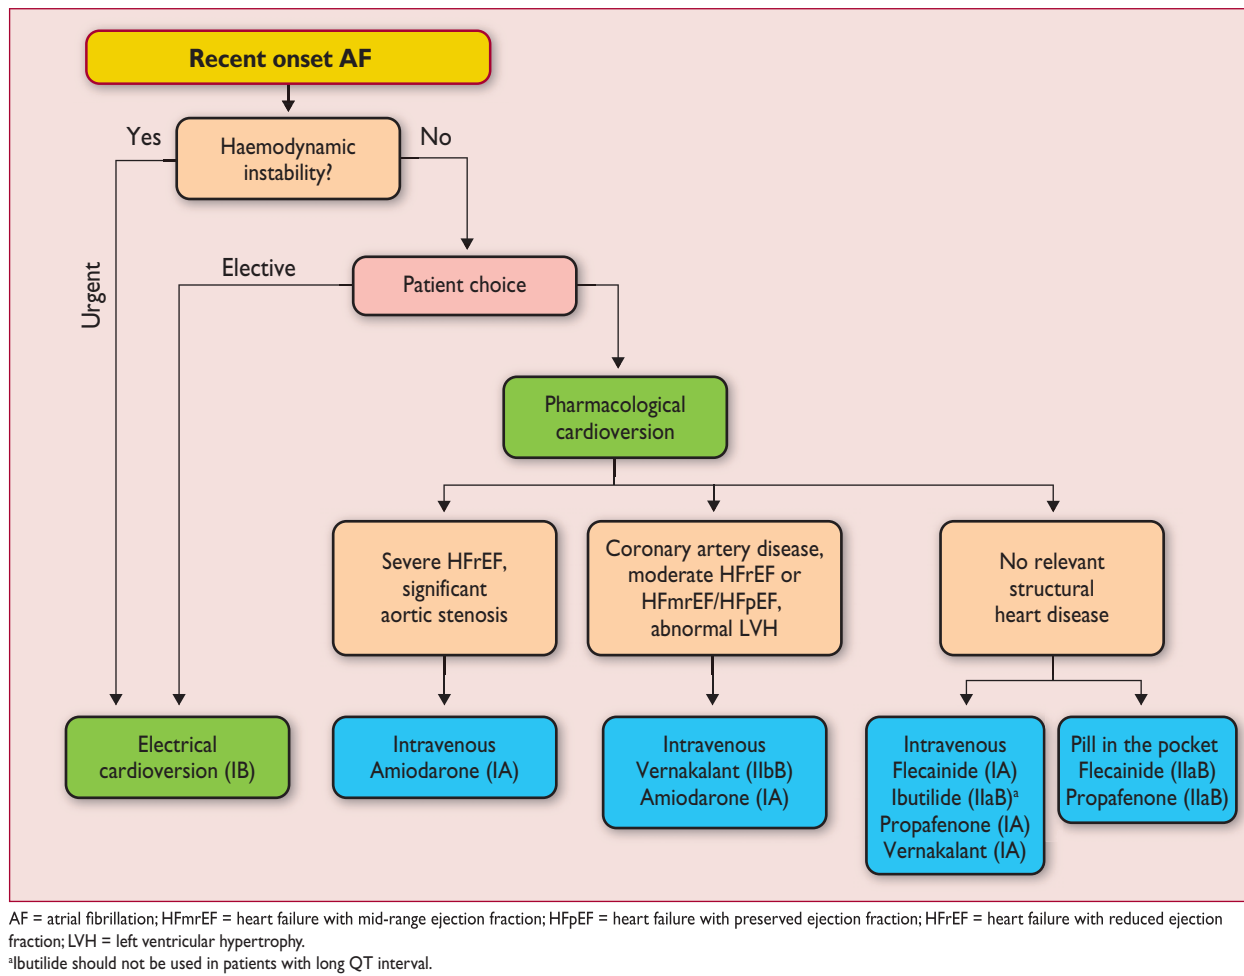 Recent onset AF
Yes
Haemodynamic
instability?
No
Urgent
Elective
Patient choice
Pharmacological
cardioversion
Severe HFrEF,
significant
aortic stenosis
Coronary artery disease,
moderate HFrEF or
HFmrEF/HFpEF,
abnormal LVH
No relevant
structural
heart disease
Electrical
cardioversion (IB)
Intravenous
Amiodarone (IA)
Intravenous
Vernakalant (IIbB)
Amiodarone (IA)
Intravenous
Flecainide (IA)
Ibutilide (IIaB)ᵃ
Propafenone (IA)
Vernakalant (IA)
Pill in the pocket
Flecainide (IIaB)
Propafenone (IIaB)
AF = atrial fibrillation; HFmrEF = heart failure with mid-range ejection fraction; HFpEF = heart failure with preserved ejection fraction; HFrEF = heart failure with reduced ejection
fraction; LVH = left ventricular hypertrophy.
ᵃIbutilide should not be used in patients with long QT interval.